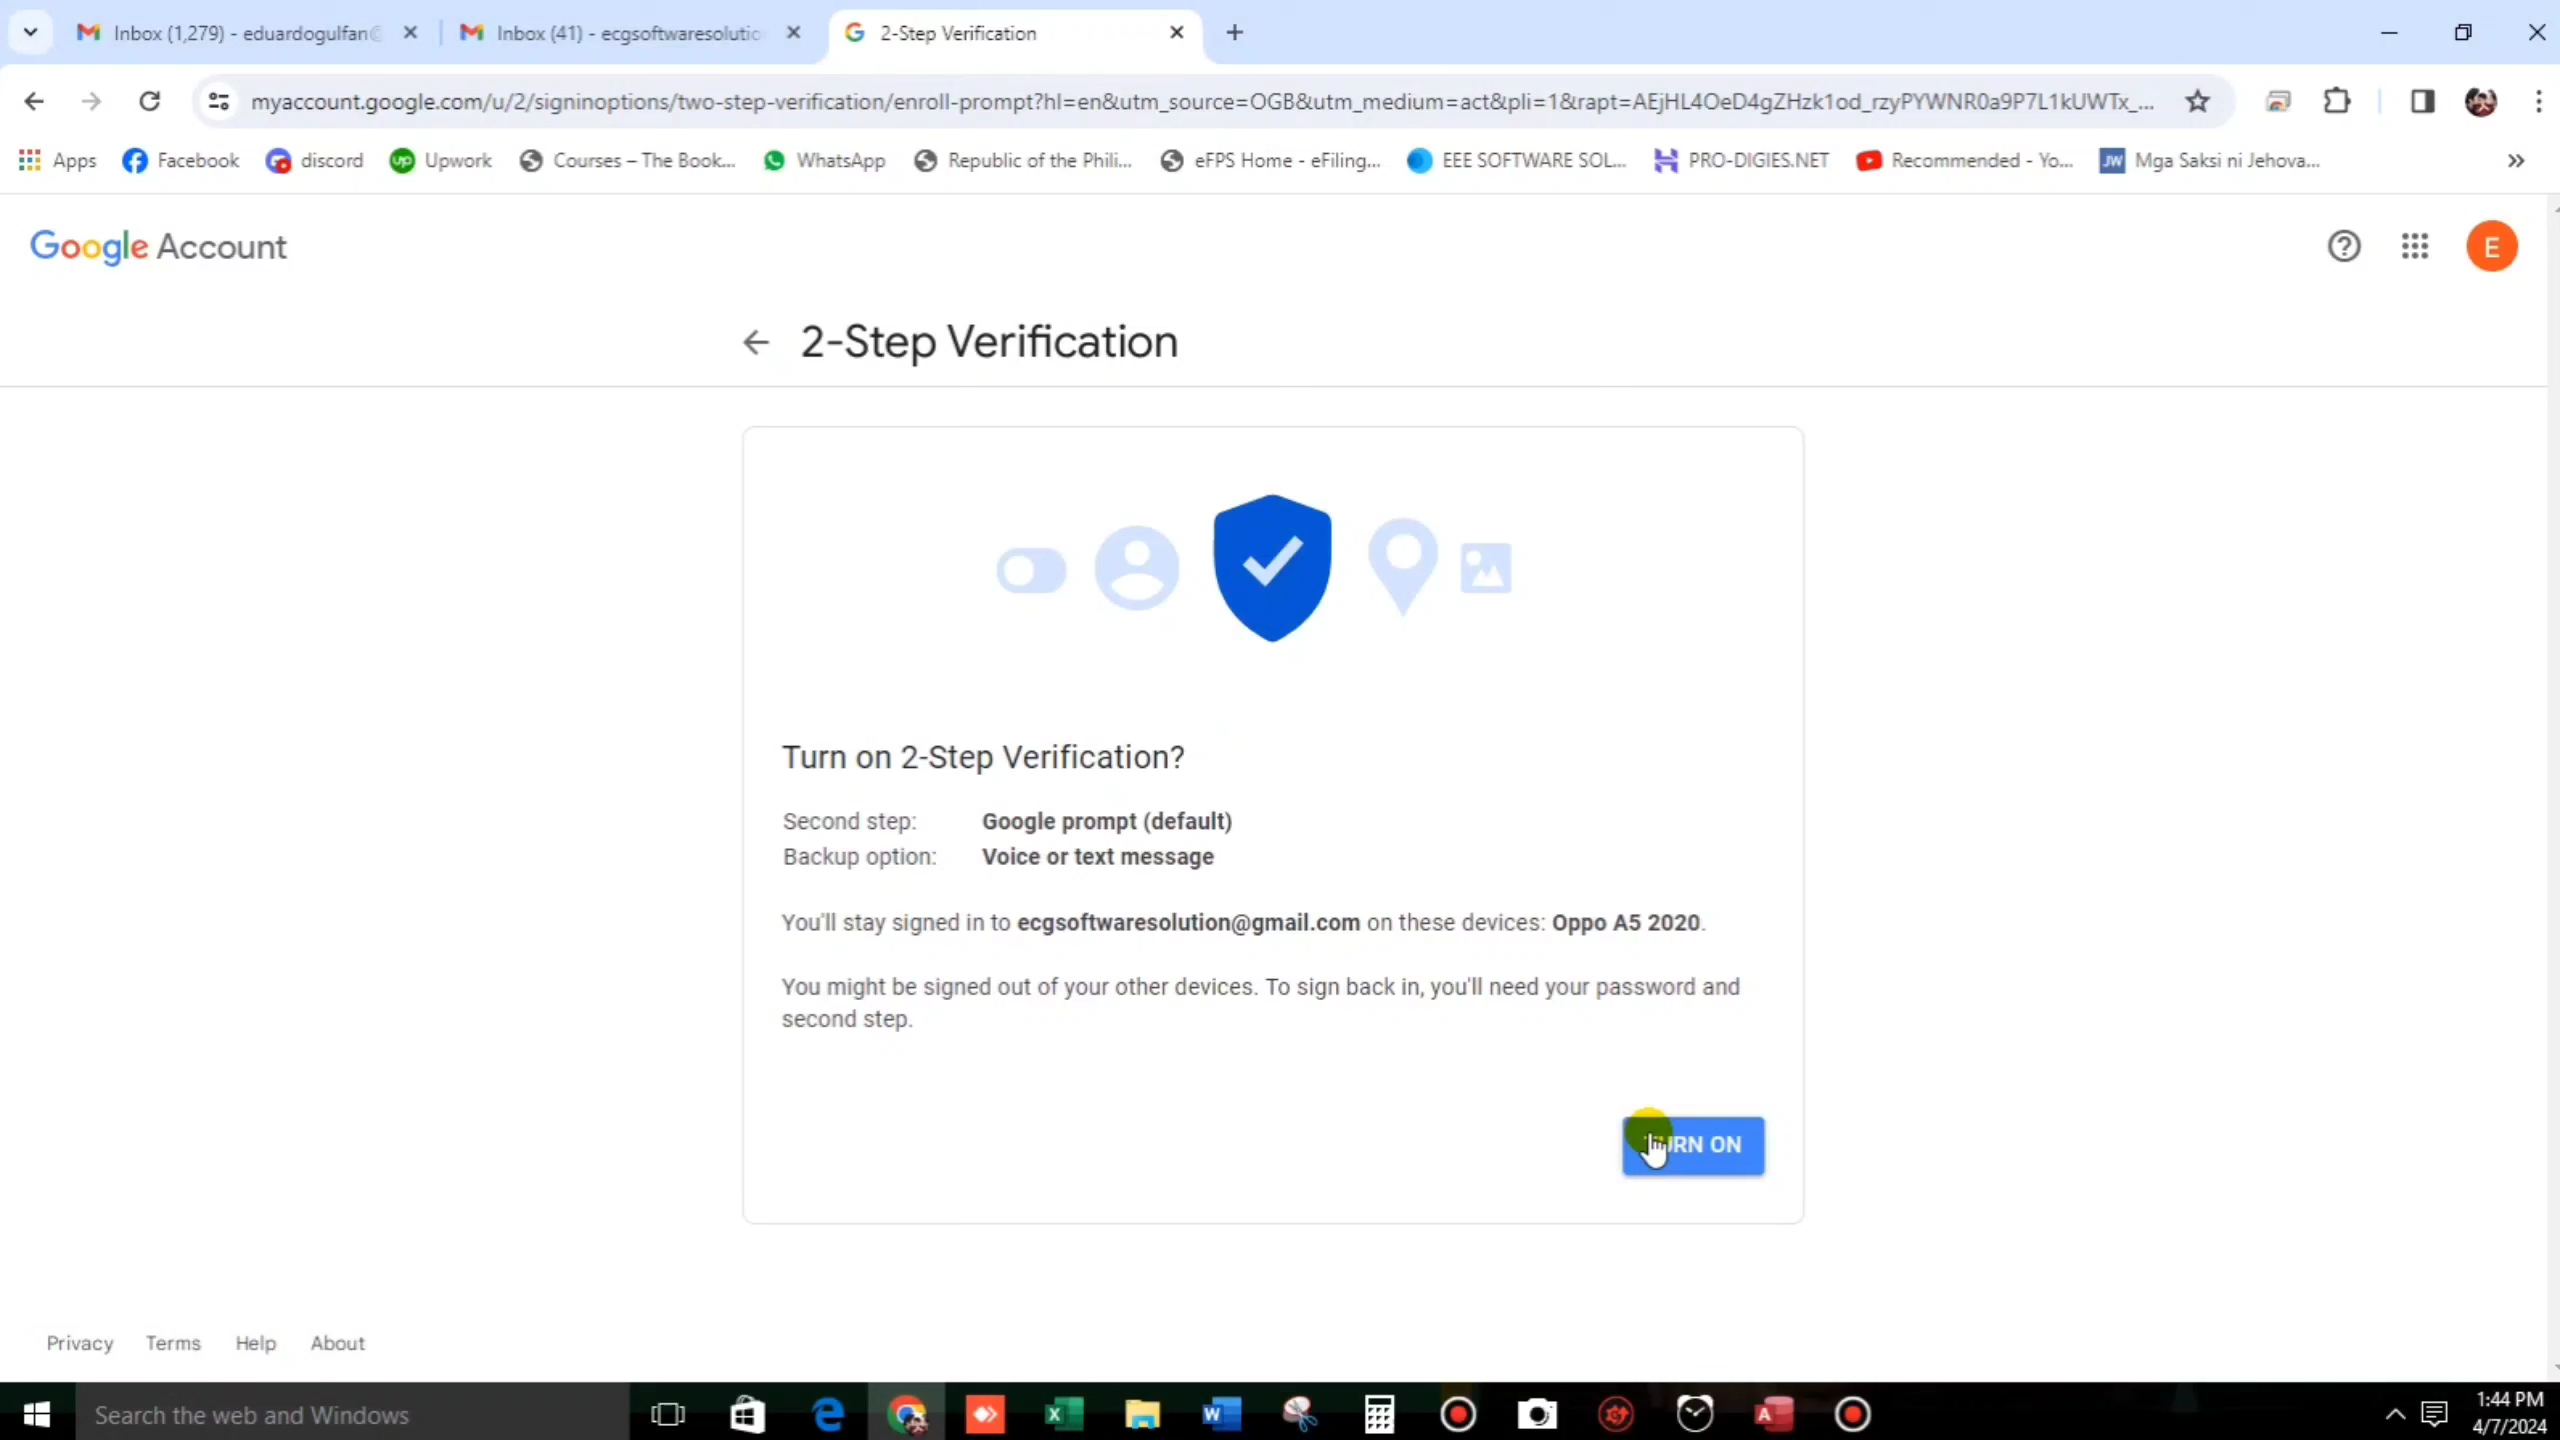 Inbox (1,279) - eduardogulfan@
Inbox (41) - ecgsoftwaresolutio
2-Step Verification
myaccount.google.com/u/2/signinoptions/two-step-verification/enroll-prompt?hl=en&utm_source=OGB&utm_medium=act&pli=1&rapt=AEjHL4OeD4gZHzk1od_rzyPYWNR0a9P7L1kUWTx_...
Apps Facebook discord Upwork Courses – The Book... WhatsApp Republic of the Phili... eFPS Home - eFiling... EEE SOFTWARE SOL... PRO-DIGIES.NET Recommended - Yo... Mga Saksi ni Jehova...
Google Account
E
2-Step Verification
Turn on 2-Step Verification?
Second step: Google prompt (default)
Backup option: Voice or text message
You'll stay signed in to ecgsoftwaresolution@gmail.com on these devices: Oppo A5 2020.
You might be signed out of your other devices. To sign back in, you'll need your password and
second step.
ON
Privacy Terms Help About
Search the web and Windows
1:44 PM
4/7/2024